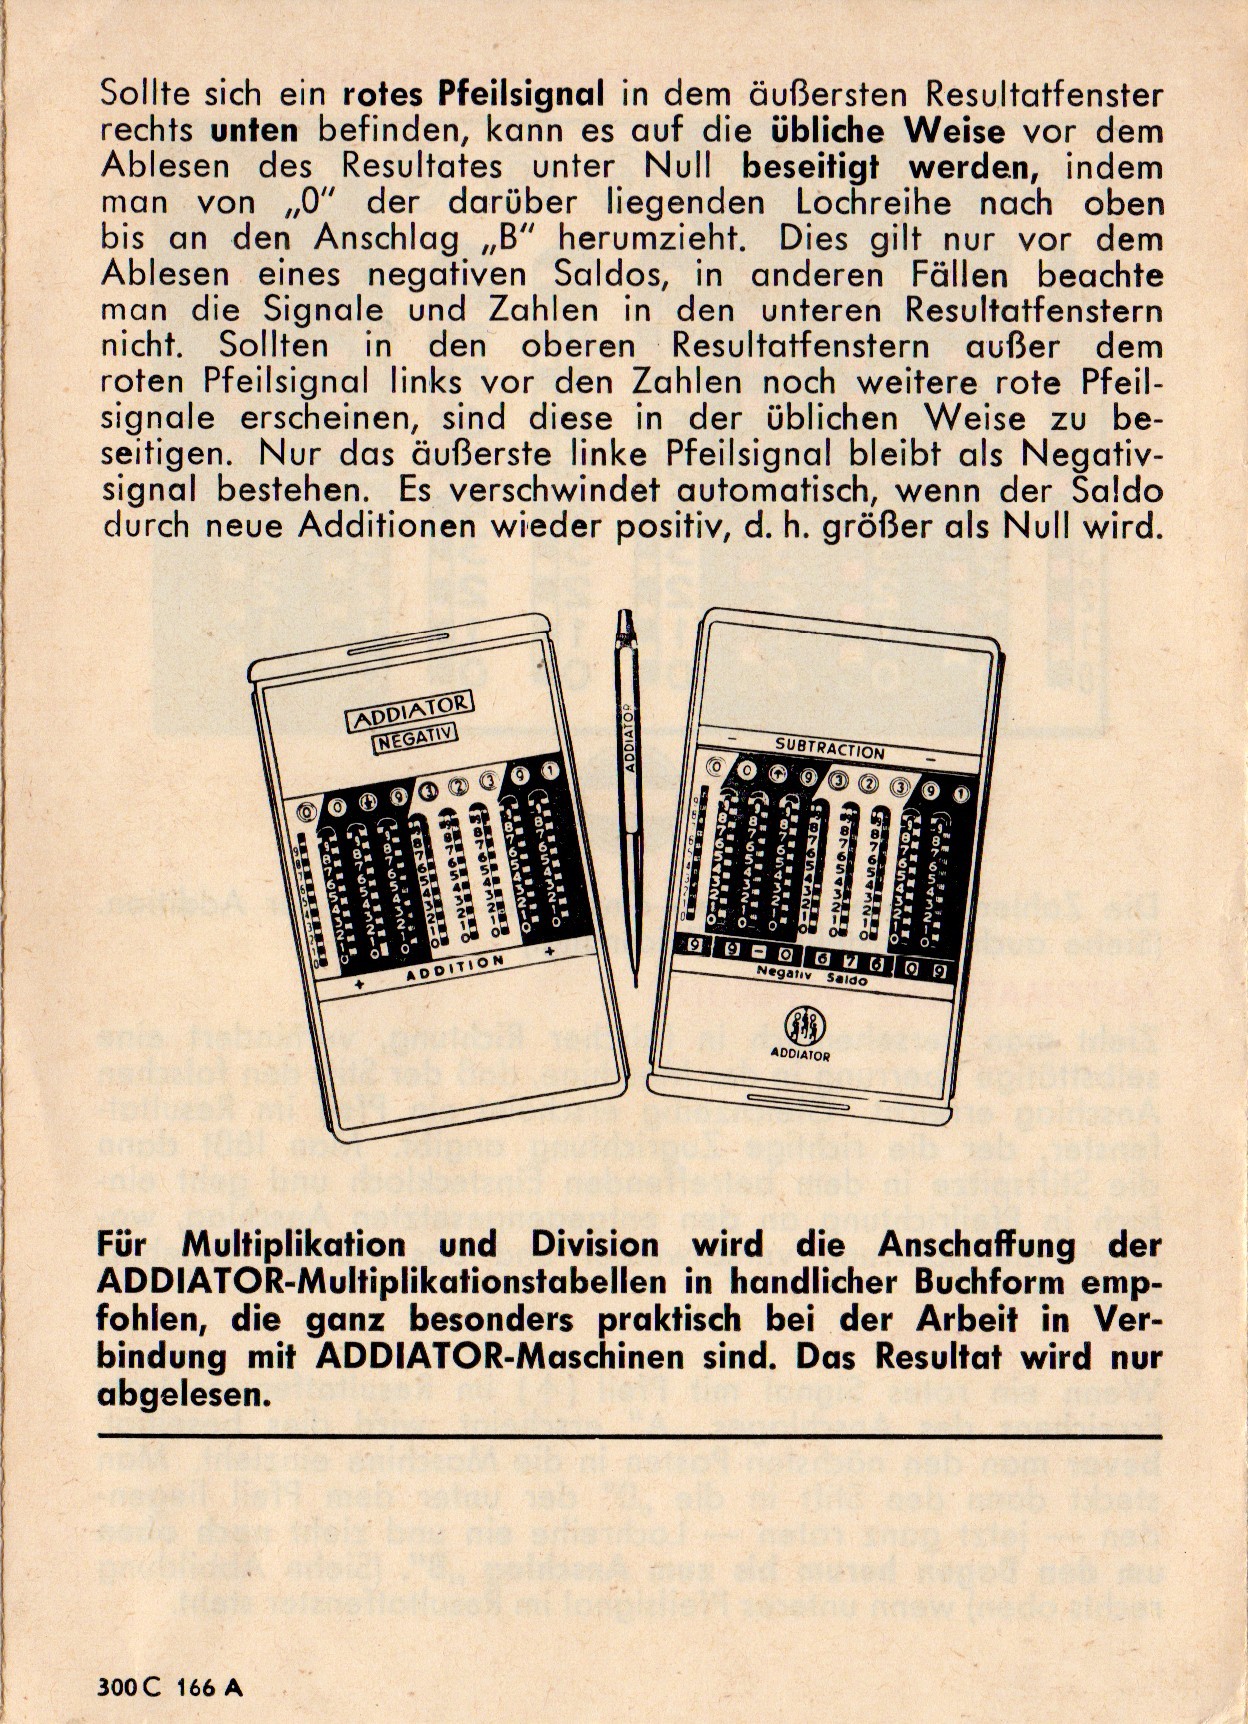 Sollte sich ein rotes Pfeilsignal in dem äußersten Resultatfenster
rechts unten befinden, kann es auf die übliche Weise vor dem
Ablesen des Resultates unter Null beseitigt werden, indem
man von „0“ der darüber liegenden Lochreihe nach oben
bis an den Anschlag „B“ herumzieht. Dies gilt nur vor dem
Ablesen eines negativen Saldos, in anderen Fällen beachte
man die Signale und Zahlen in den unteren Resultatfenstern
nicht. Sollten in den oberen Resultatfenstern außer dem
roten Pfeilsignal links vor den Zahlen noch weitere rote Pfeil-
signale erscheinen, sind diese in der üblichen Weise zu be-
seitigen. Nur das äußerste linke Pfeilsignal bleibt als Negativ-
signal bestehen. Es verschwindet automatisch, wenn der Saldo
durch neue Additionen wieder positiv, d. h. größer als Null wird.
ADDIATOR
NEGATIV
+ ADDITION +
ADDIATOR
– SUBTRACTION –
9 9 – 0 6 7 6 0 9
Negativ Saldo
ADDIATOR
Für Multiplikation und Division wird die Anschaffung der
ADDIATOR-Multiplikationstabellen in handlicher Buchform emp-
fohlen, die ganz besonders praktisch bei der Arbeit in Ver-
bindung mit ADDIATOR-Maschinen sind. Das Resultat wird nur
abgelesen.
300 C 166 A